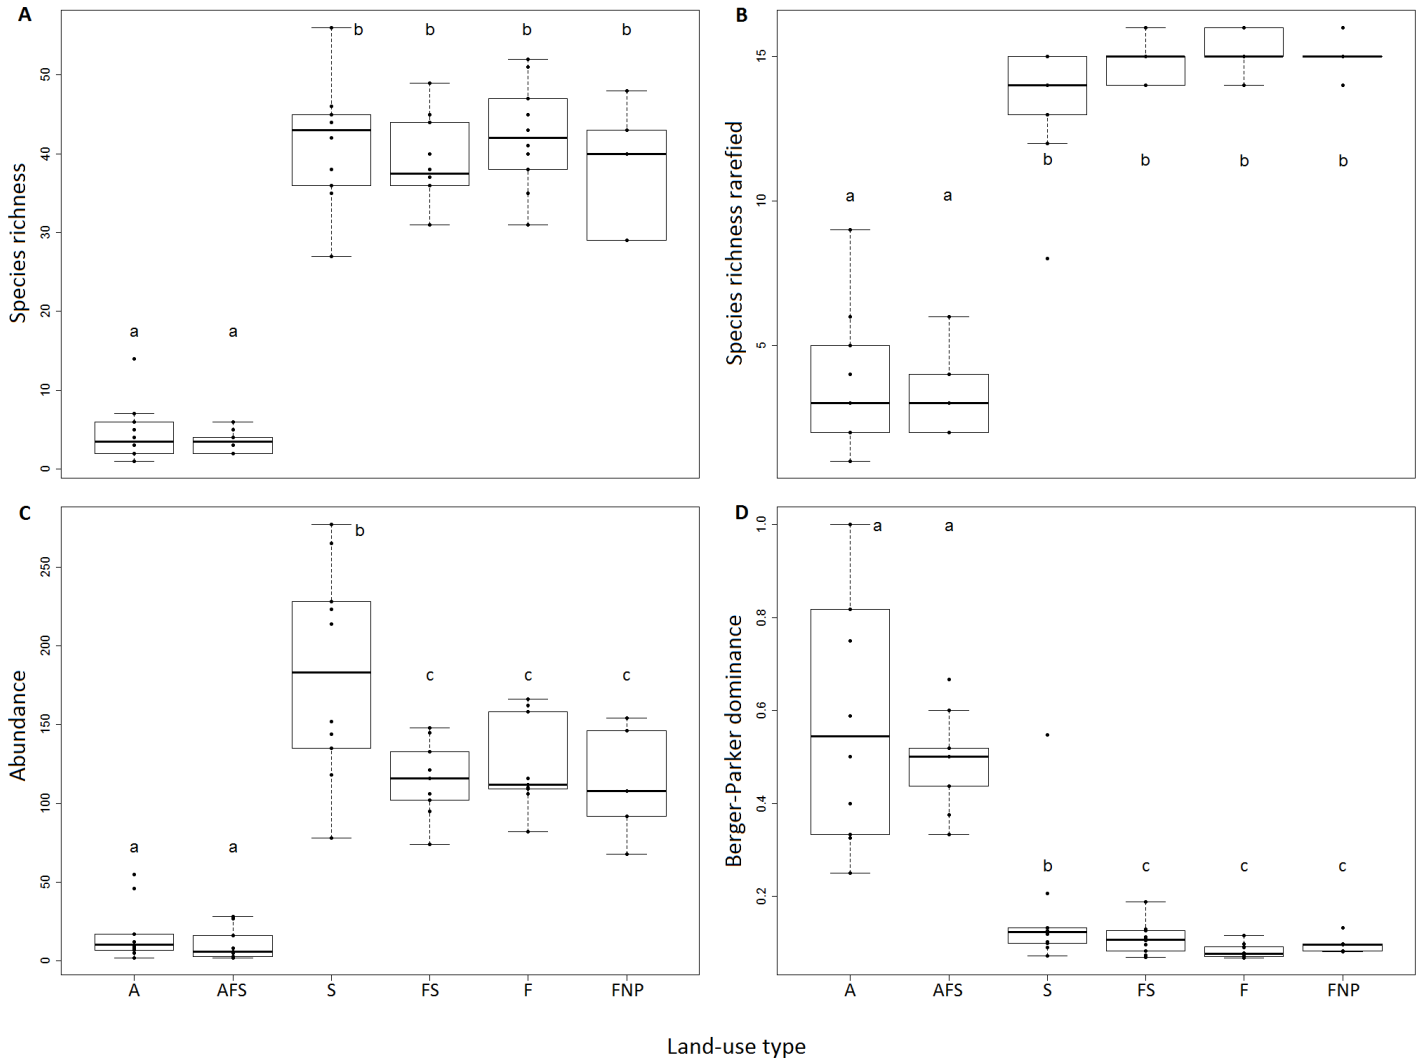 A
Species richness
0
10
20
30
40
50
a
a
b
b
b
b
B
Species richness rarefied
5
10
15
a
a
b
b
b
b
C
Abundance
0
50
100
150
200
250
a
a
b
c
c
c
A
AFS
S
FS
F
FNP
D
Berger-Parker dominance
0.2
0.4
0.6
0.8
1.0
a
a
b
c
c
c
A
AFS
S
FS
F
FNP
Land-use type